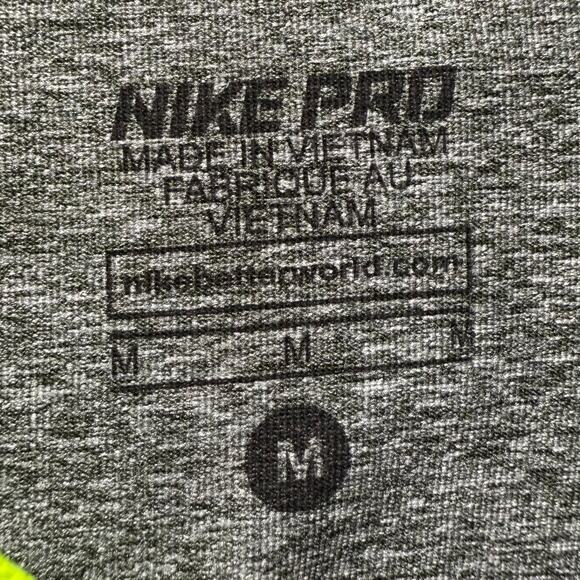 NIKE PRO
MADE IN VIETNAM
FABRIQUE AU
VIETNAM
nikebetterworld.com
M M M
M